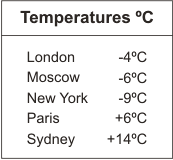 Temperatures ºC
London -4ºC
Moscow -6ºC
New York -9ºC
Paris +6ºC
Sydney +14ºC